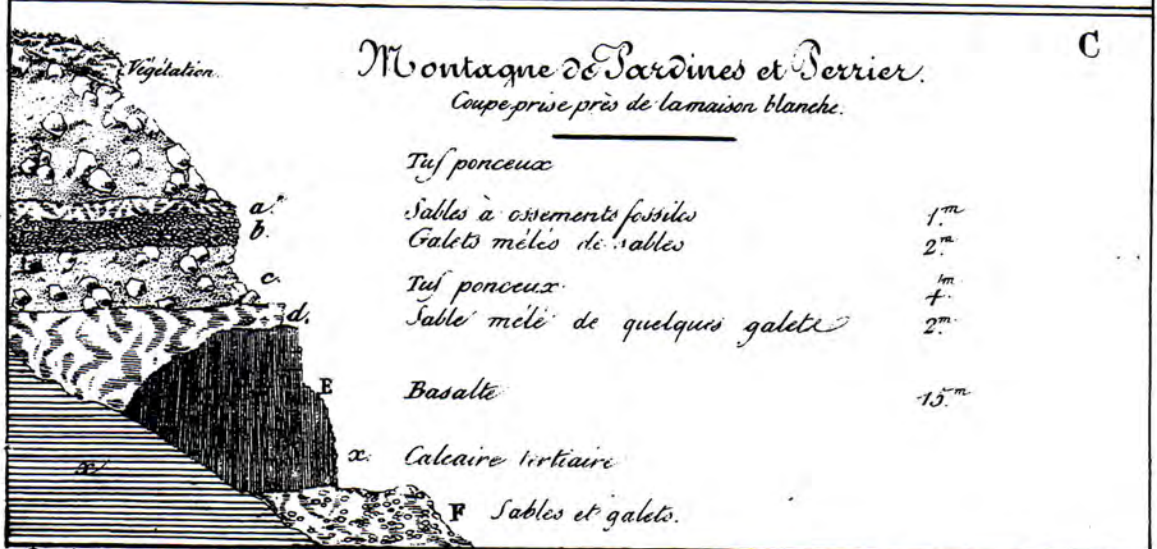 C
Montagne de Pardines et Perrier.
Coupe prise près de la maison blanche.
Végétation.
Tuf ponceux
a. Sables à ossements fossiles 1.m
b. Galets mêlés de sables 2.m
c. Tuf ponceux. 4.m
d. Sable mêlé de quelques galets 2.m
E Basalte 15.m
x. Calcaire tertiaire
x
F Sables et galets.